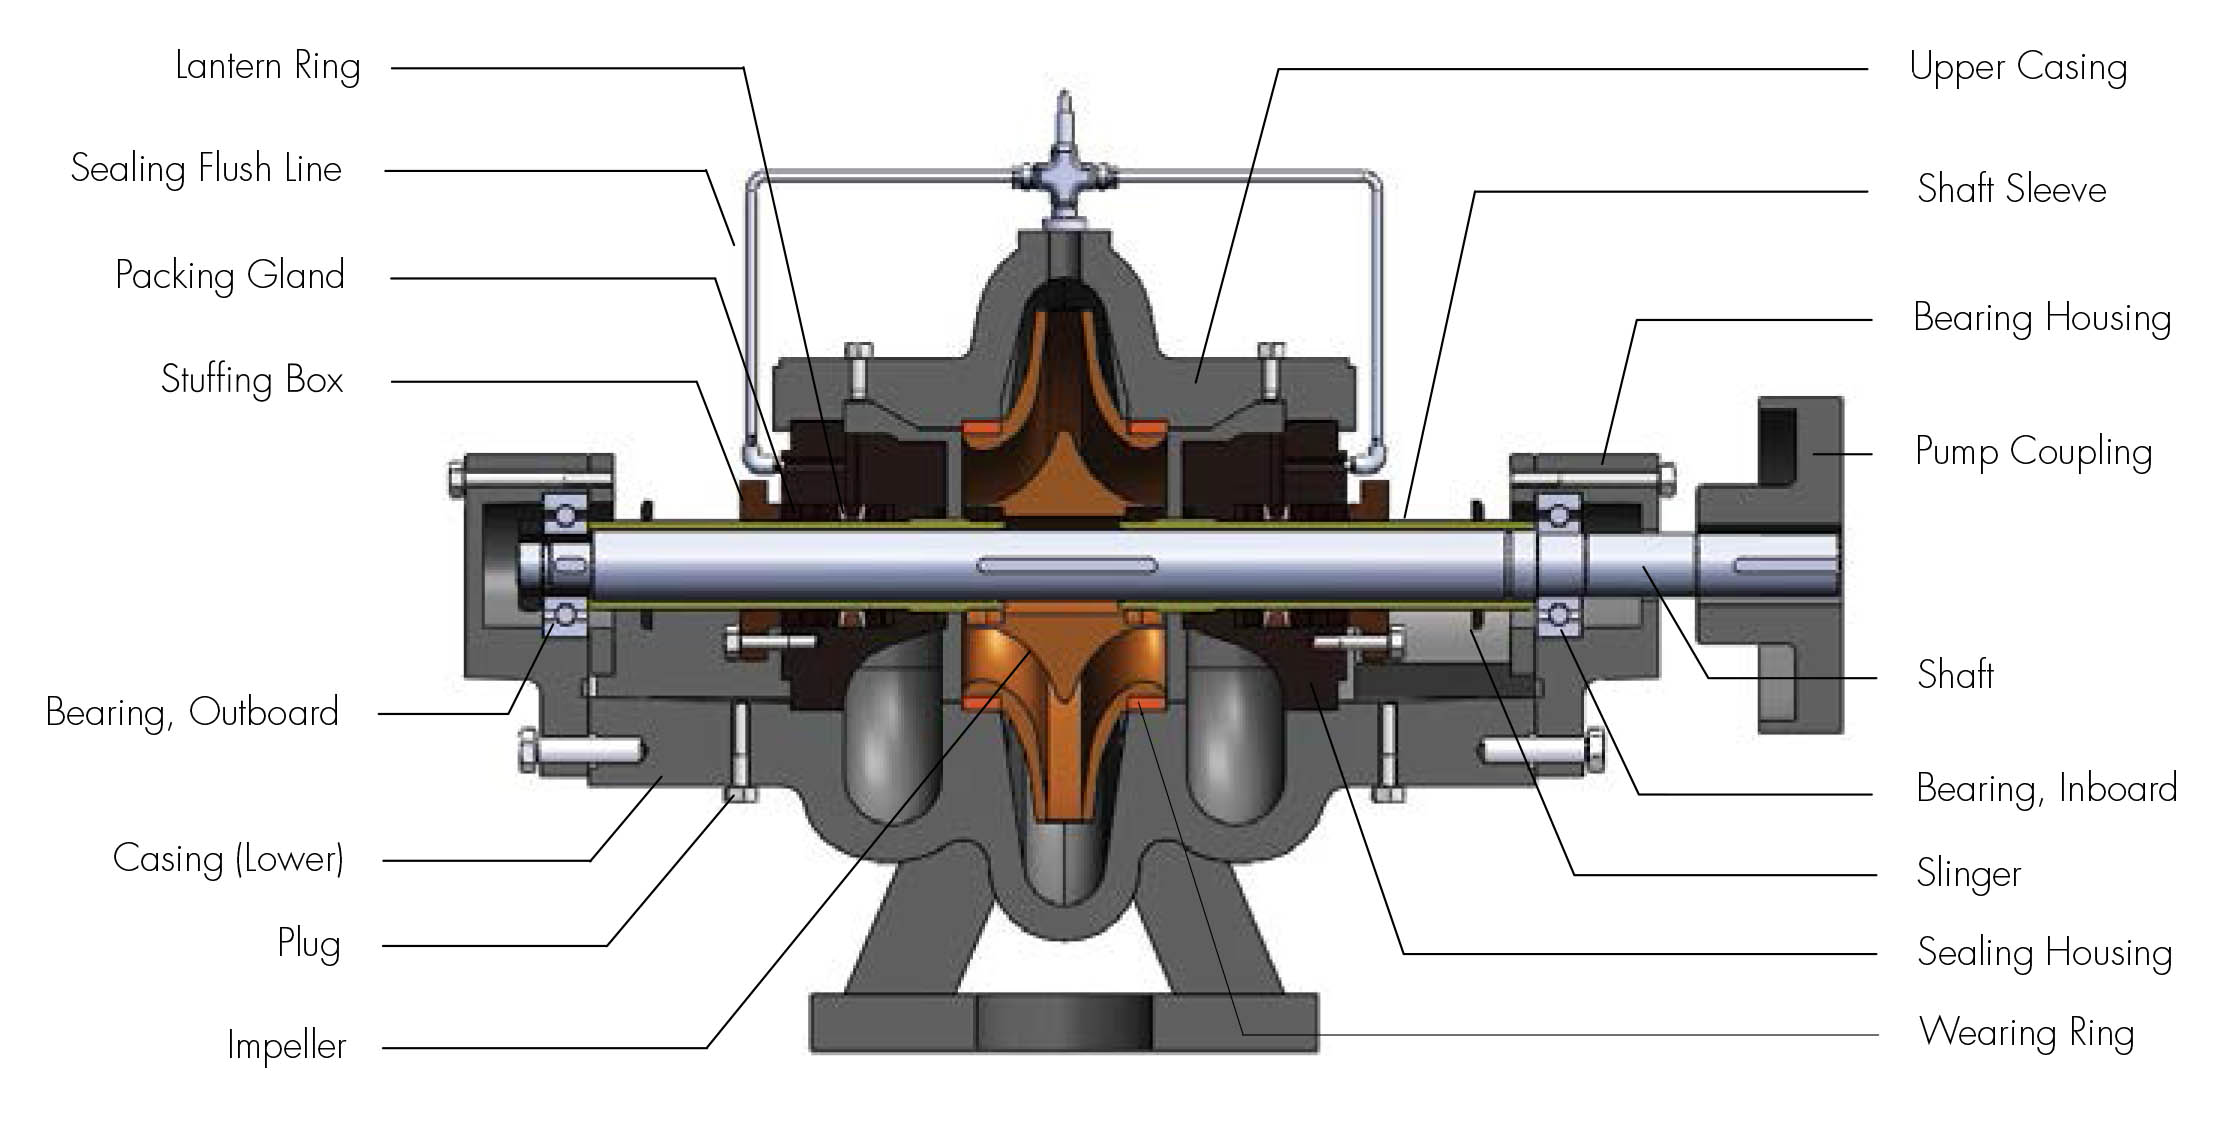 Lantern Ring
Sealing Flush Line
Packing Gland
Stuffing Box
Bearing, Outboard
Casing (Lower)
Plug
Impeller
Upper Casing
Shaft Sleeve
Bearing Housing
Pump Coupling
Shaft
Bearing, Inboard
Slinger
Sealing Housing
Wearing Ring